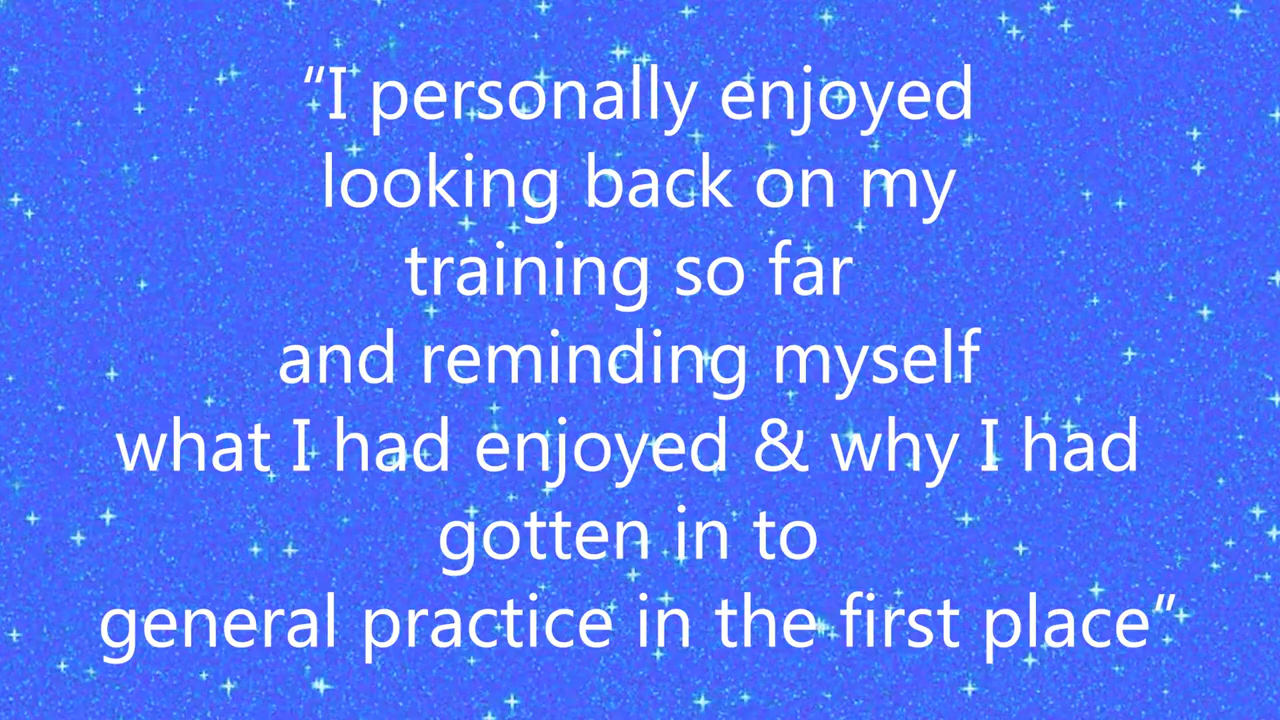 “I personally enjoyed
looking back on my
training so far
and reminding myself
what I had enjoyed & why I had
gotten in to
general practice in the first place”